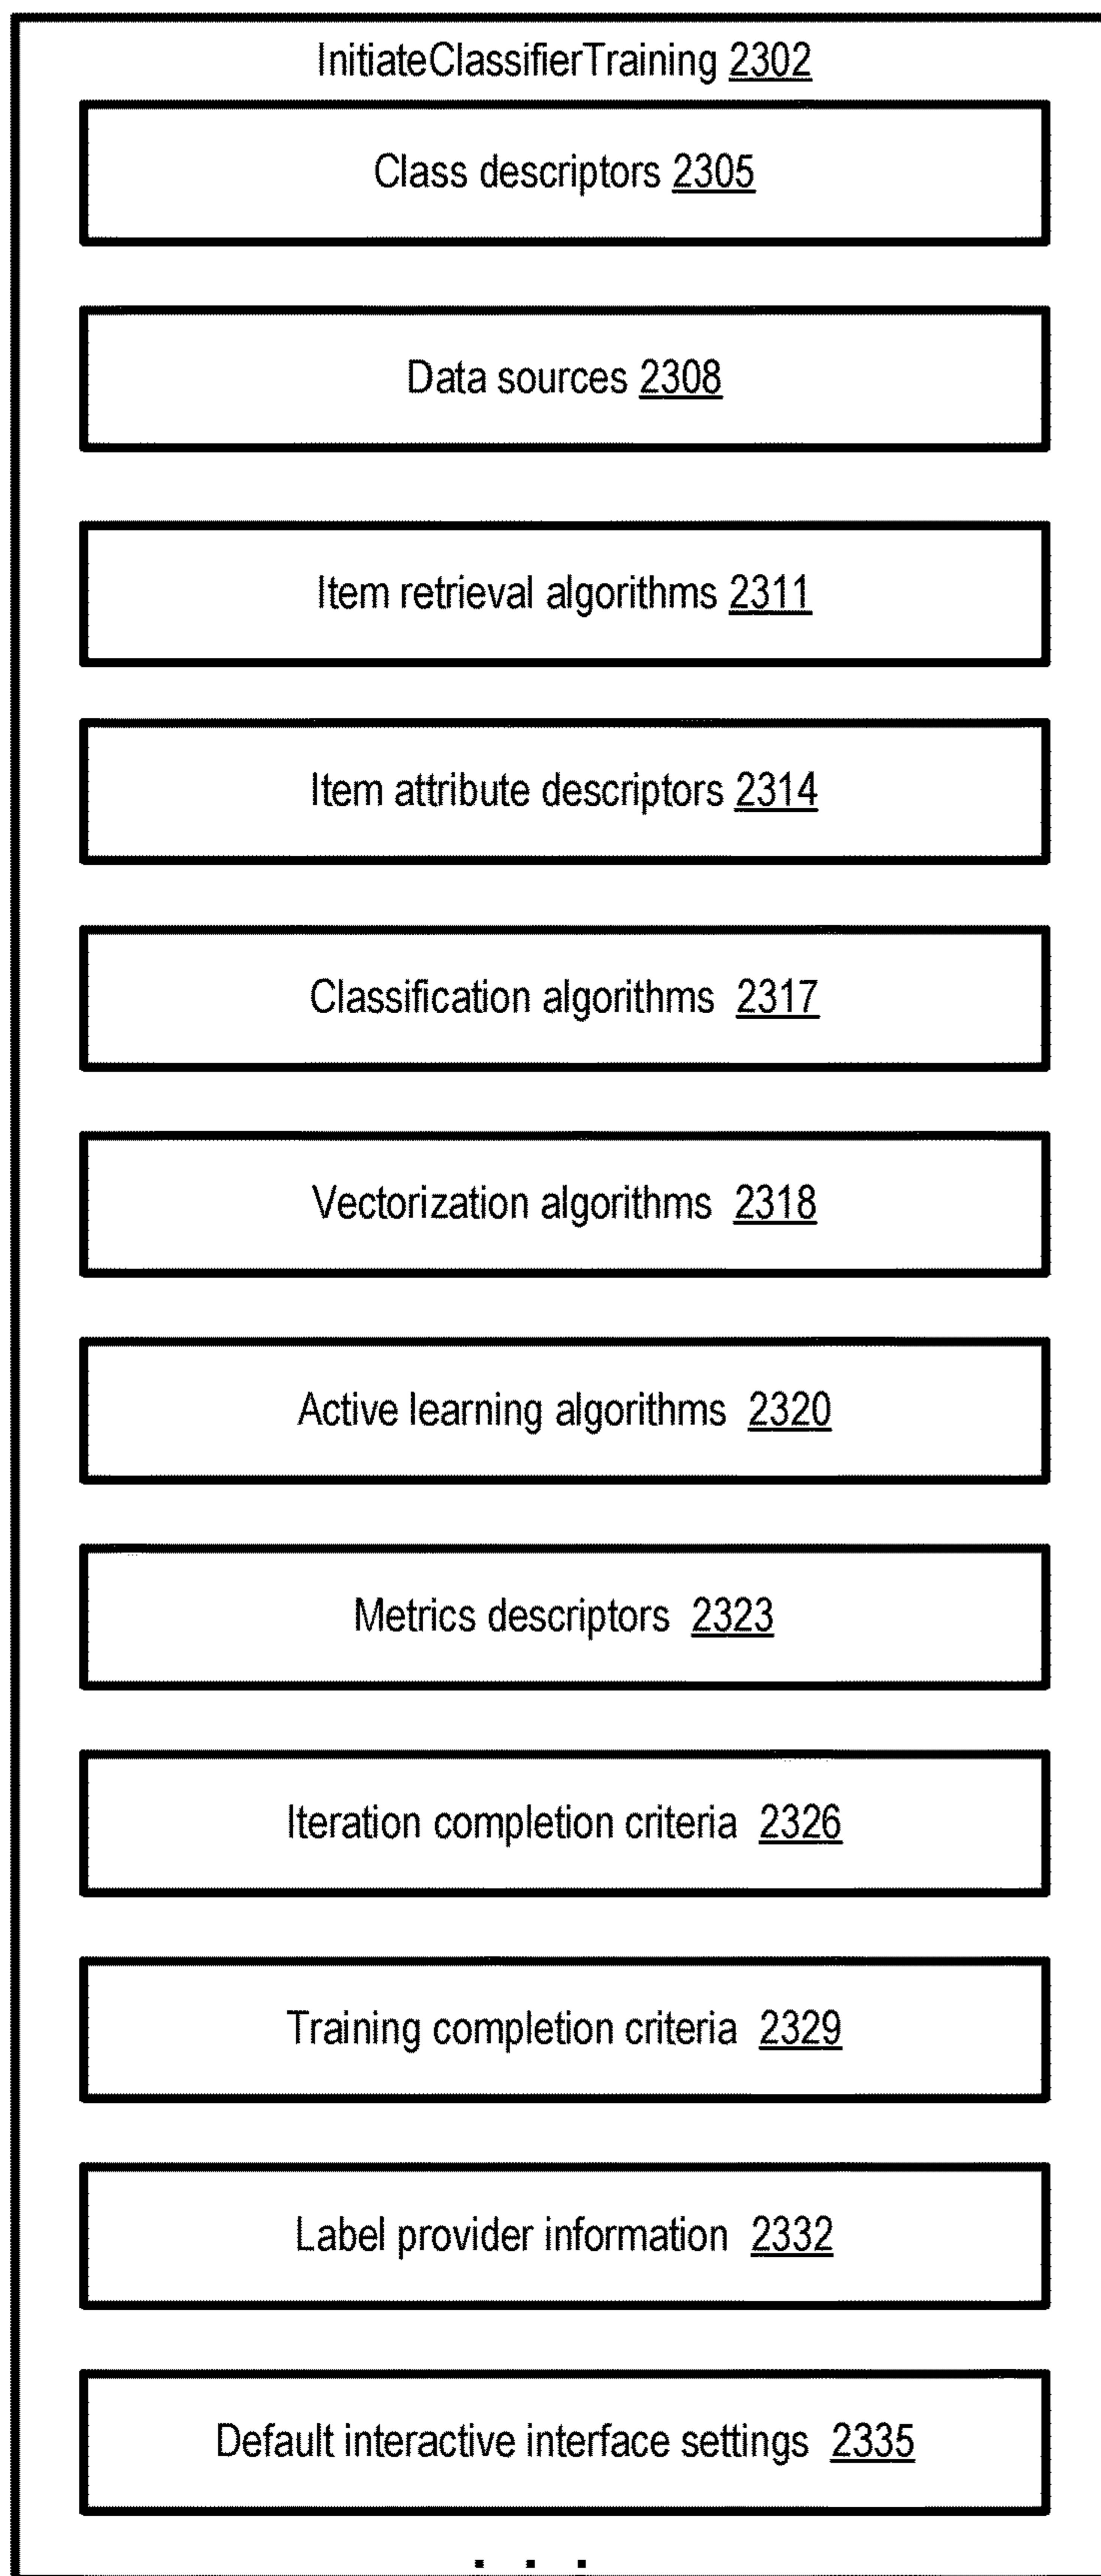 InitiateClassifierTraining 2302
Class descriptors 2305
Data sources 2308
Item retrieval algorithms 2311
Item attribute descriptors 2314
Classification algorithms 2317
Vectorization algorithms 2318
Active learning algorithms 2320
Metrics descriptors 2323
Iteration completion criteria 2326
Training completion criteria 2329
Label provider information 2332
Default interactive interface settings 2335
. . .